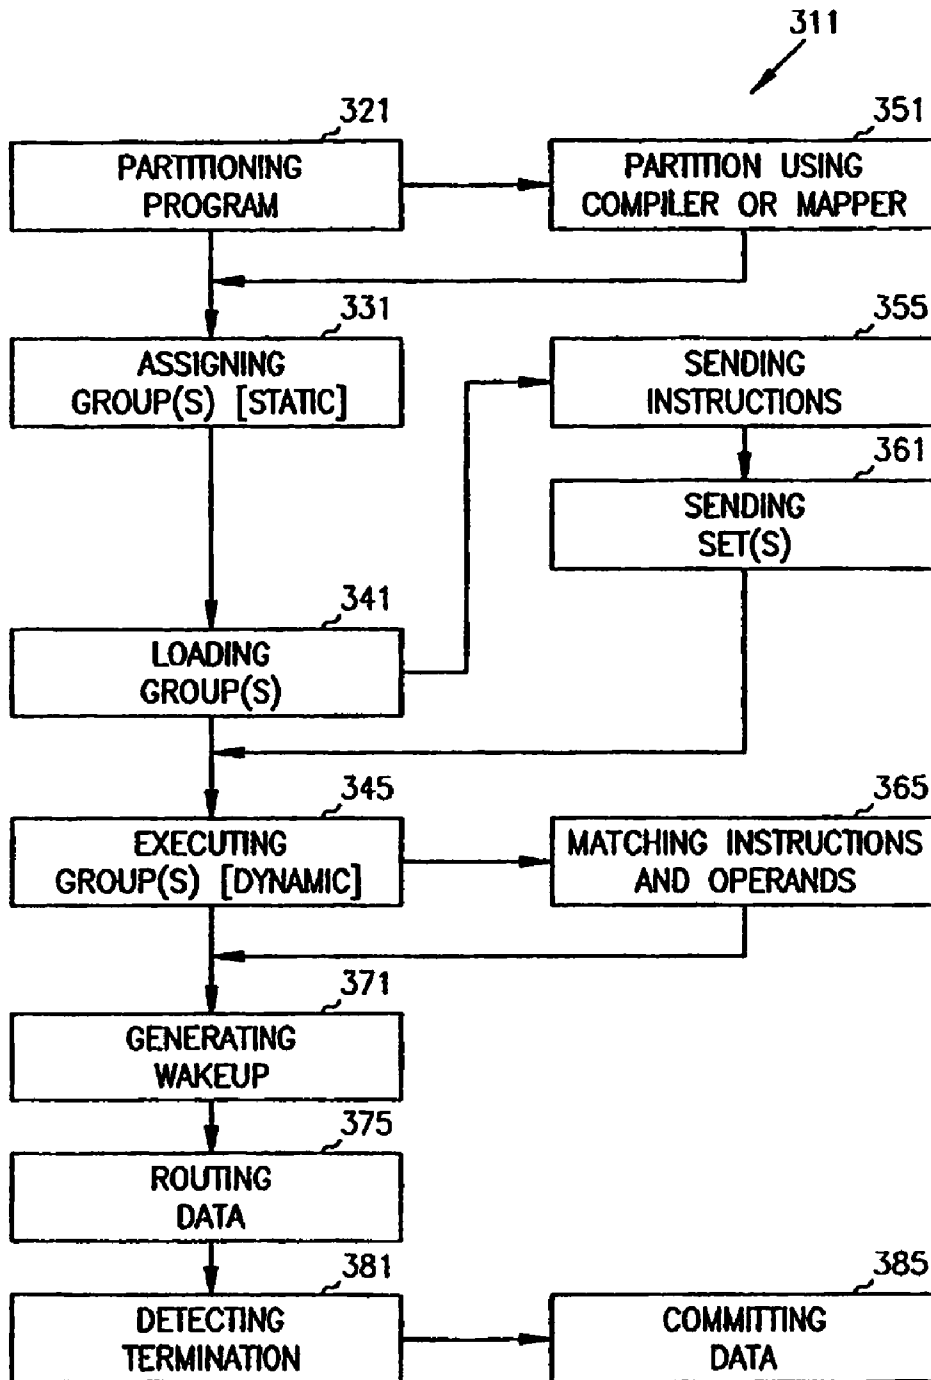 311
321
PARTITIONING
PROGRAM
351
PARTITION USING
COMPILER OR MAPPER
331
ASSIGNING
GROUP(S) [STATIC]
355
SENDING
INSTRUCTIONS
361
SENDING
SET(S)
341
LOADING
GROUP(S)
345
EXECUTING
GROUP(S) [DYNAMIC]
365
MATCHING INSTRUCTIONS
AND OPERANDS
371
GENERATING
WAKEUP
375
ROUTING
DATA
381
DETECTING
TERMINATION
385
COMMITTING
DATA